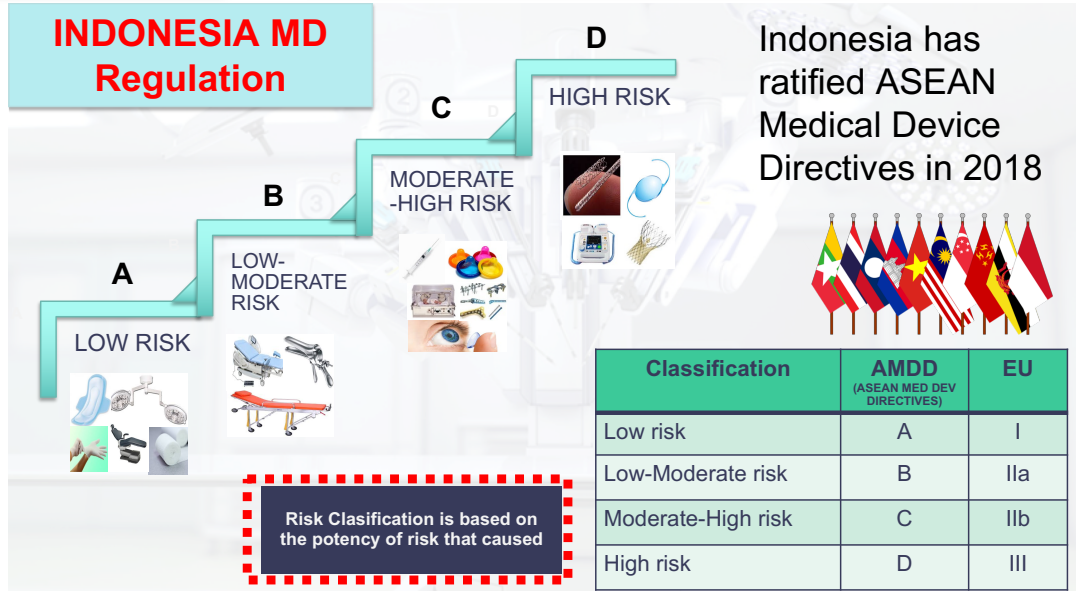 INDONESIA MD
Regulation
A
LOW RISK
B
LOW-
MODERATE
RISK
C
MODERATE
-HIGH RISK
D
HIGH RISK
Indonesia has
ratified ASEAN
Medical Device
Directives in 2018
Risk Clasification is based on
the potency of risk that caused
Classification AMDD EU
(ASEAN MED DEV
DIRECTIVES)
Low risk A I
Low-Moderate risk B IIa
Moderate-High risk C IIb
High risk D III